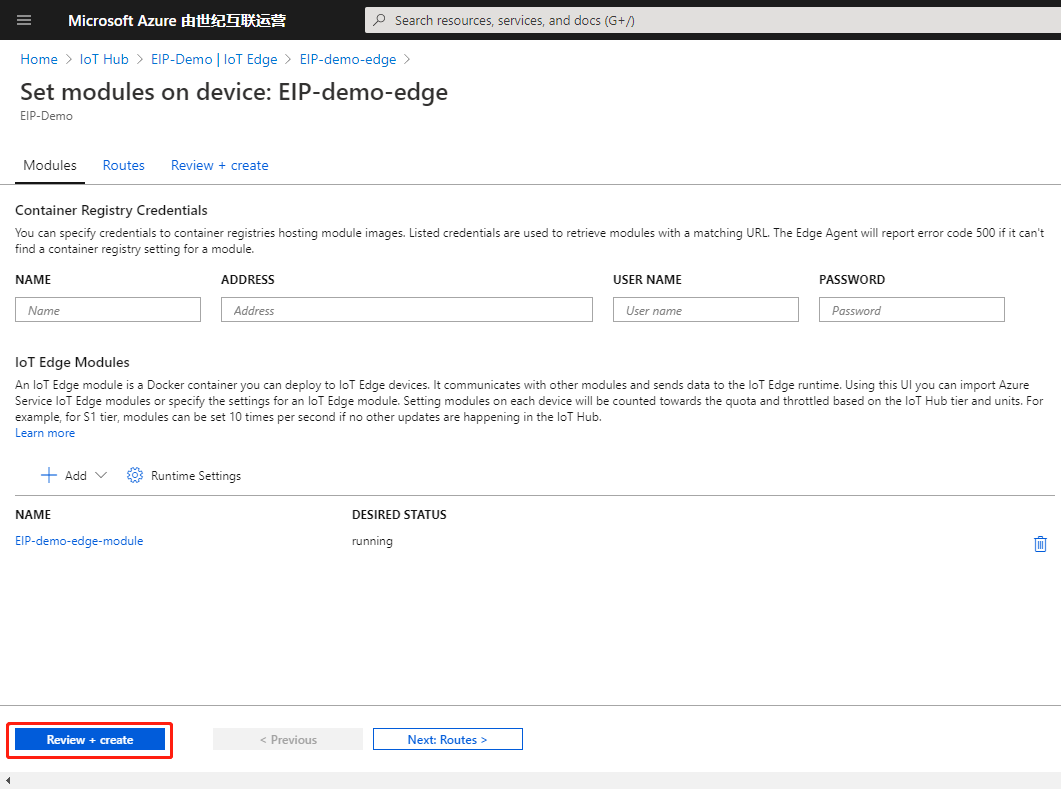 Microsoft Azure 由世纪互联运营
Search resources, services, and docs (G+/)
Home > IoT Hub > EIP-Demo | IoT Edge > EIP-demo-edge >
Set modules on device: EIP-demo-edge
EIP-Demo
Modules Routes Review + create
Container Registry Credentials
You can specify credentials to container registries hosting module images. Listed credentials are used to retrieve modules with a matching URL. The Edge Agent will report error code 500 if it can't
find a container registry setting for a module.
NAME ADDRESS USER NAME PASSWORD
Name Address User name Password
IoT Edge Modules
An IoT Edge module is a Docker container you can deploy to IoT Edge devices. It communicates with other modules and sends data to the IoT Edge runtime. Using this UI you can import Azure
Service IoT Edge modules or specify the settings for an IoT Edge module. Setting modules on each device will be counted towards the quota and throttled based on the IoT Hub tier and units. For
example, for S1 tier, modules can be set 10 times per second if no other updates are happening in the IoT Hub.
Learn more
Add Runtime Settings
NAME DESIRED STATUS
EIP-demo-edge-module running
Review + create < Previous Next: Routes >